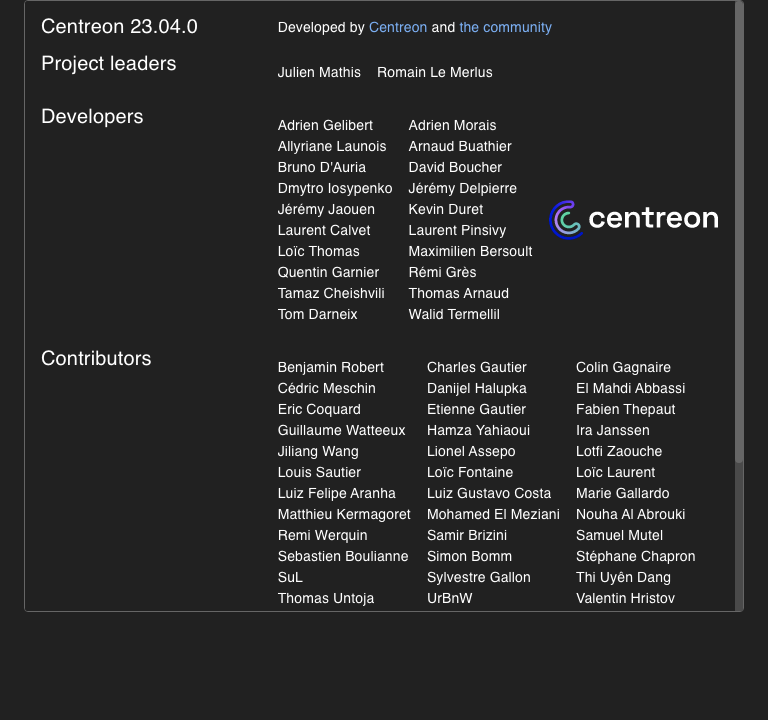 Centreon 23.04.0
Developed by Centreon and the community
Project leaders
Julien Mathis Romain Le Merlus
Developers
Adrien Gelibert Adrien Morais
Allyriane Launois Arnaud Buathier
Bruno D'Auria David Boucher
Dmytro Iosypenko Jérémy Delpierre
Jérémy Jaouen Kevin Duret
Laurent Calvet Laurent Pinsivy
Loïc Thomas Maximilien Bersoult
Quentin Garnier Rémi Grès
Tamaz Cheishvili Thomas Arnaud
Tom Darneix Walid Termellil
centreon
Contributors
Benjamin Robert Charles Gautier Colin Gagnaire
Cédric Meschin Danijel Halupka El Mahdi Abbassi
Eric Coquard Etienne Gautier Fabien Thepaut
Guillaume Watteeux Hamza Yahiaoui Ira Janssen
Jiliang Wang Lionel Assepo Lotfi Zaouche
Louis Sautier Loïc Fontaine Loïc Laurent
Luiz Felipe Aranha Luiz Gustavo Costa Marie Gallardo
Matthieu Kermagoret Mohamed El Meziani Nouha Al Abrouki
Remi Werquin Samir Brizini Samuel Mutel
Sebastien Boulianne Simon Bomm Stéphane Chapron
SuL Sylvestre Gallon Thi Uyên Dang
Thomas Untoja UrBnW Valentin Hristov